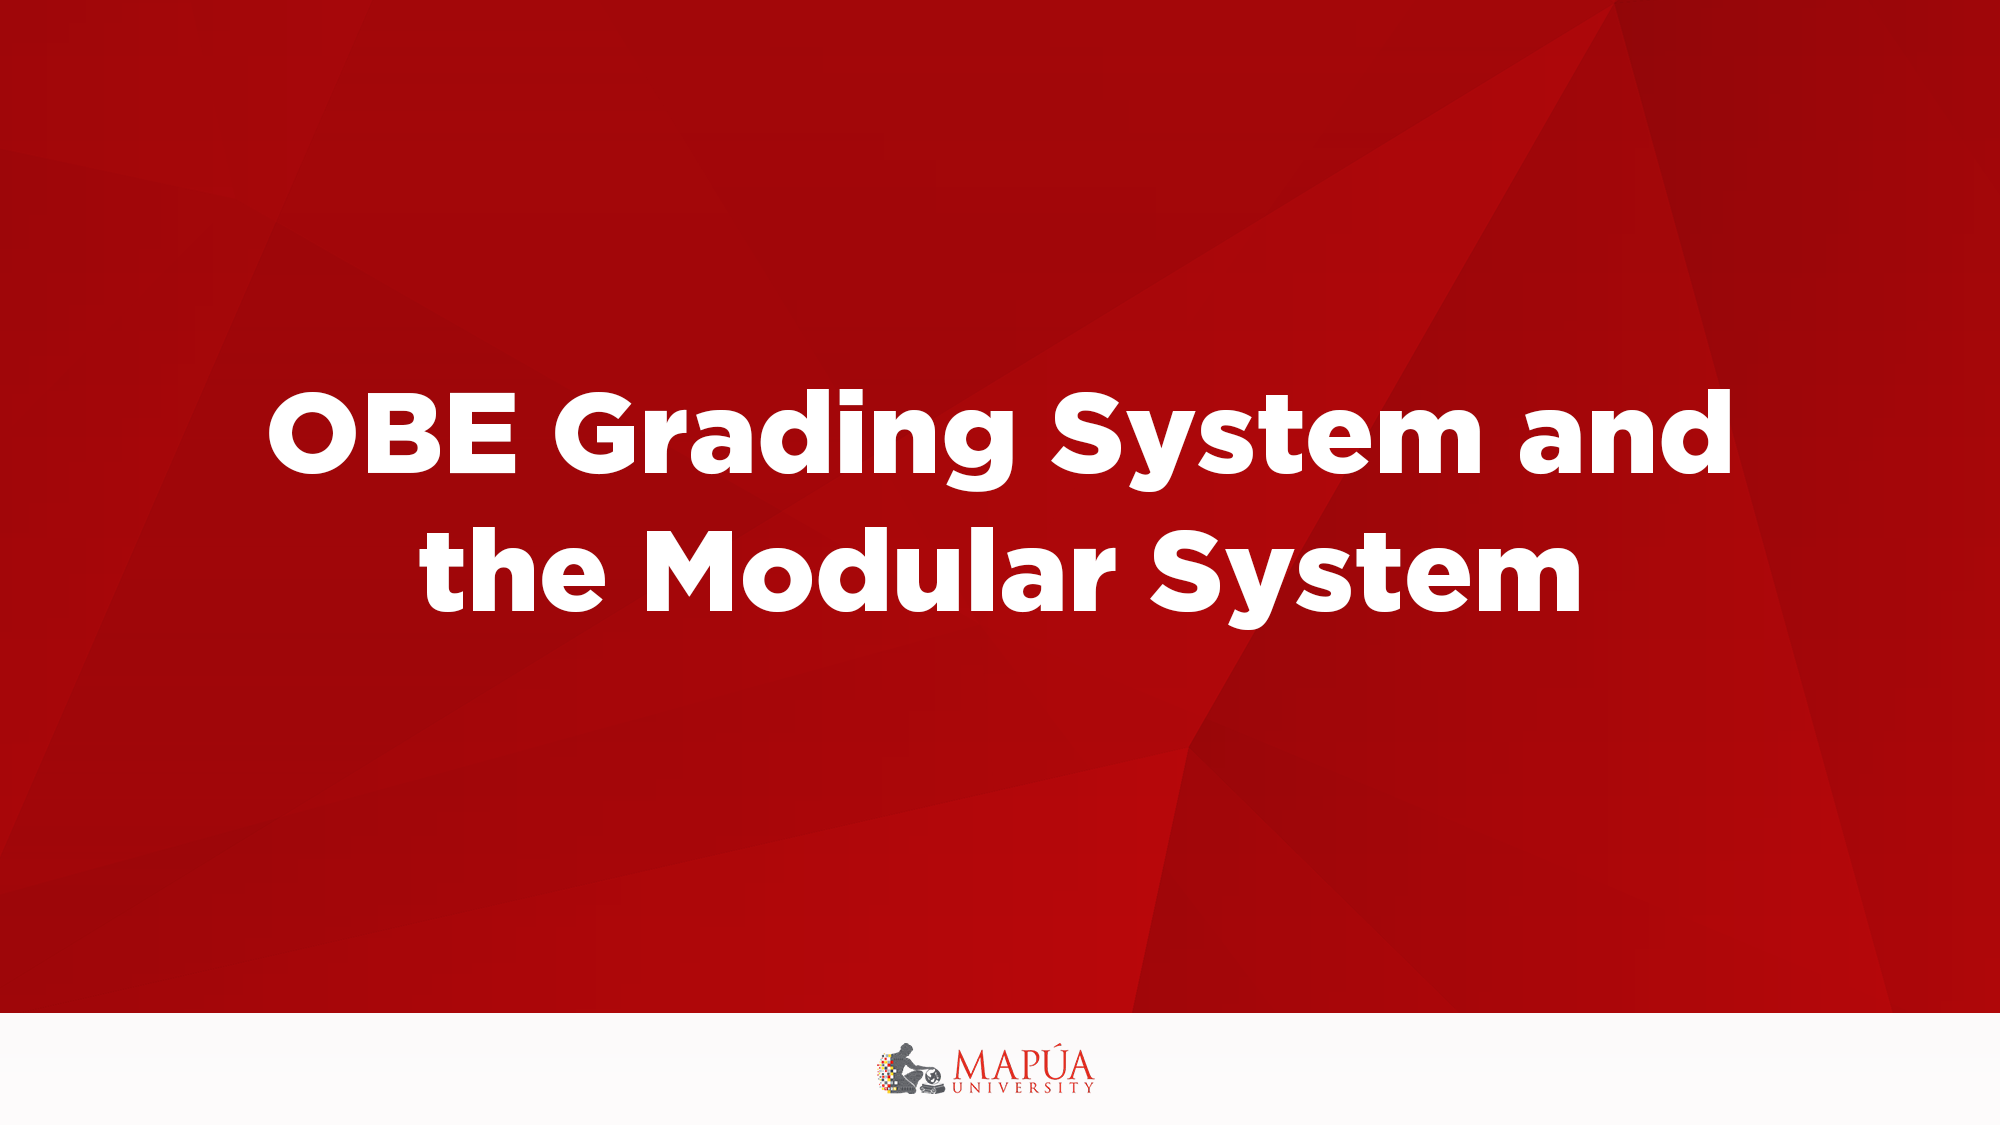 OBE Grading System and
the Modular System
MAPÚA
UNIVERSITY